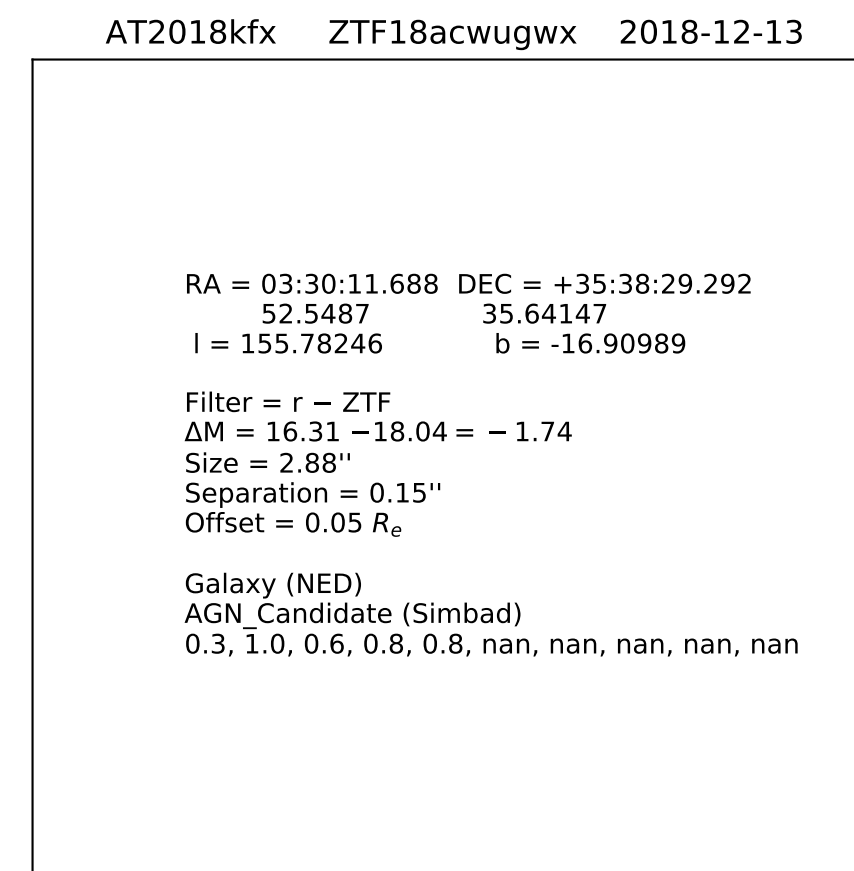 AT2018kfx ZTF18acwugwx 2018-12-13
RA = 03:30:11.688 DEC = +35:38:29.292
52.5487 35.64147
l = 155.78246 b = -16.90989
Filter = r − ZTF
ΔM = 16.31 −18.04 = − 1.74
Size = 2.88''
Separation = 0.15''
Offset = 0.05 Re
Galaxy (NED)
AGN_Candidate (Simbad)
0.3, 1.0, 0.6, 0.8, 0.8, nan, nan, nan, nan, nan